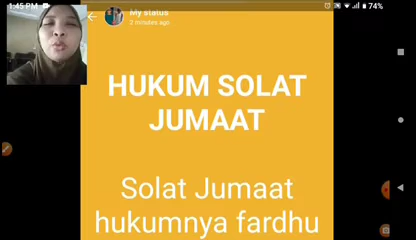 1:45 PM
74%
My status
2 minutes ago
HUKUM SOLAT
JUMAAT
Solat Jumaat
hukumnya fardhu